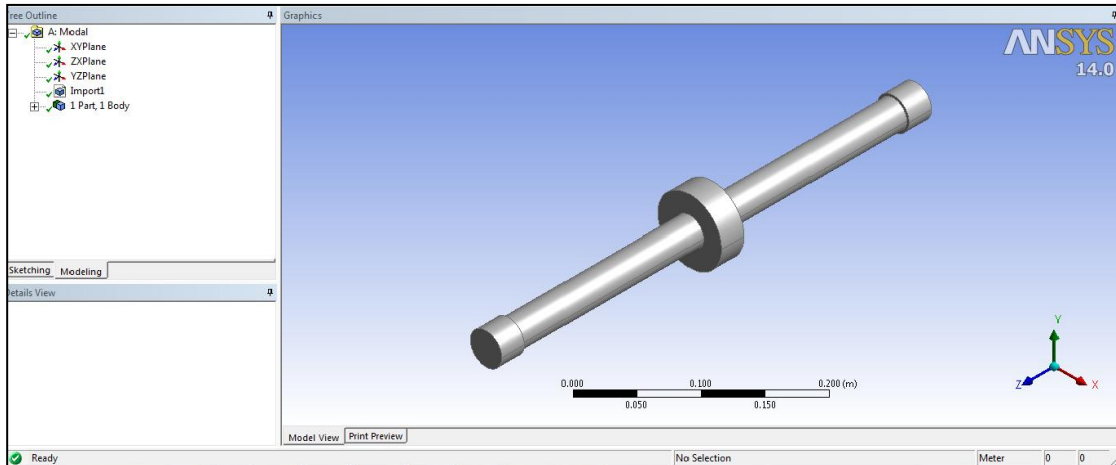 ree Outline
Graphics
A: Modal
XYPlane
ZXPlane
YZPlane
Import1
1 Part, 1 Body
ANSYS
14.0
Sketching Modeling
etails View
0.000 0.100 0.200 (m)
0.050 0.150
Y
Z X
Model View Print Preview
Ready No Selection Meter 0 0